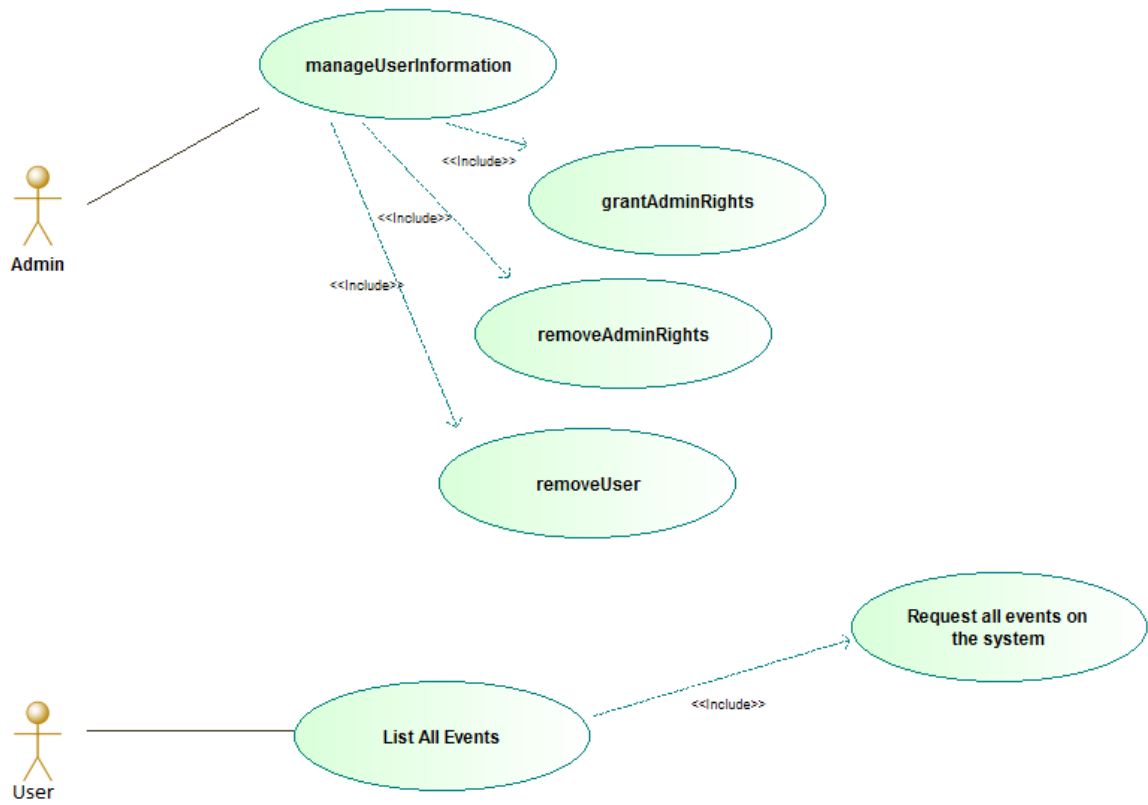 manageUserInformation
<<Include>>
grantAdminRights
Admin
<<Include>>
<<Include>>
removeAdminRights
removeUser
Request all events on
the system
<<Include>>
List All Events
User